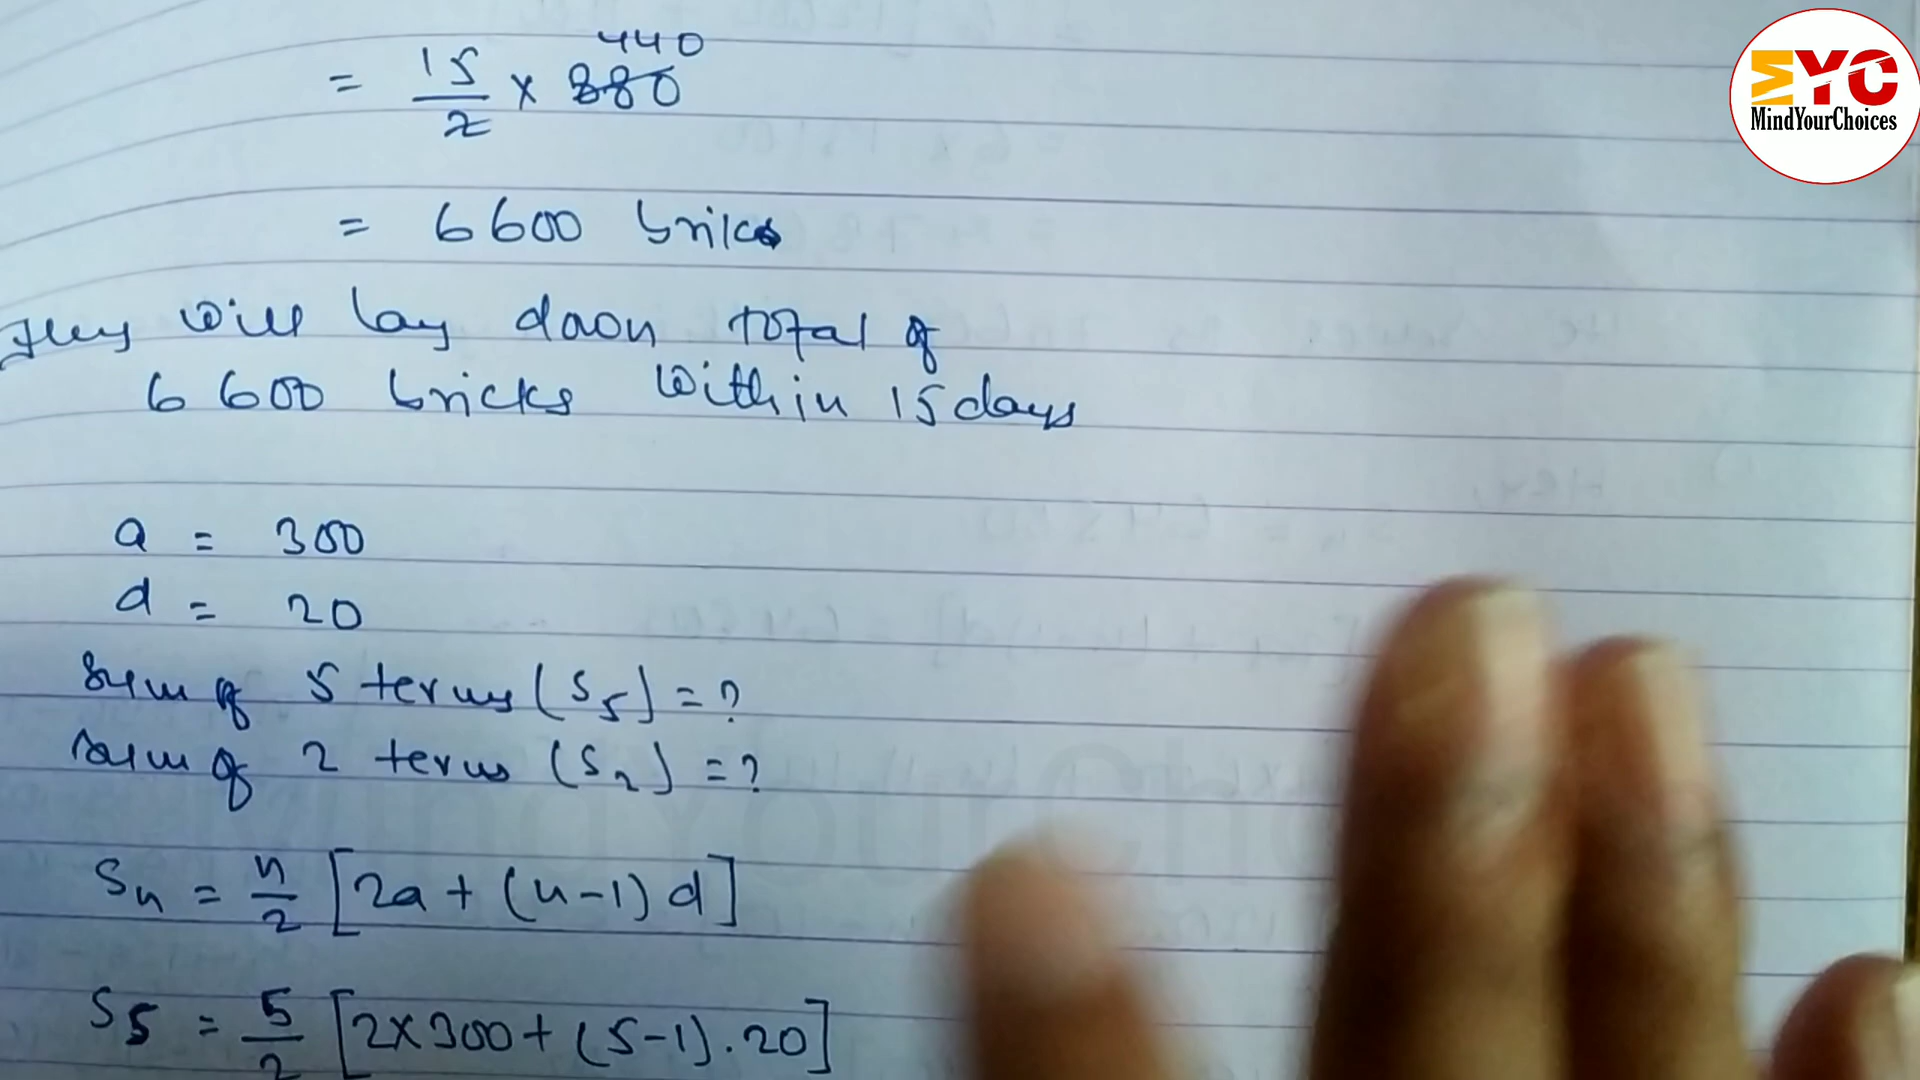 MYC
MindYourChoices
= 15/2 × 880 440
= 6600 bricks
They will lay down total of
6600 bricks within 15 days
a = 300
d = 20
Sum of 5 terms (S5) = ?
Sum of 2 terms (S2) = ?
Sn = n/2 [2a + (n-1) d]
S5 = 5/2 [2×300 + (5-1).20]